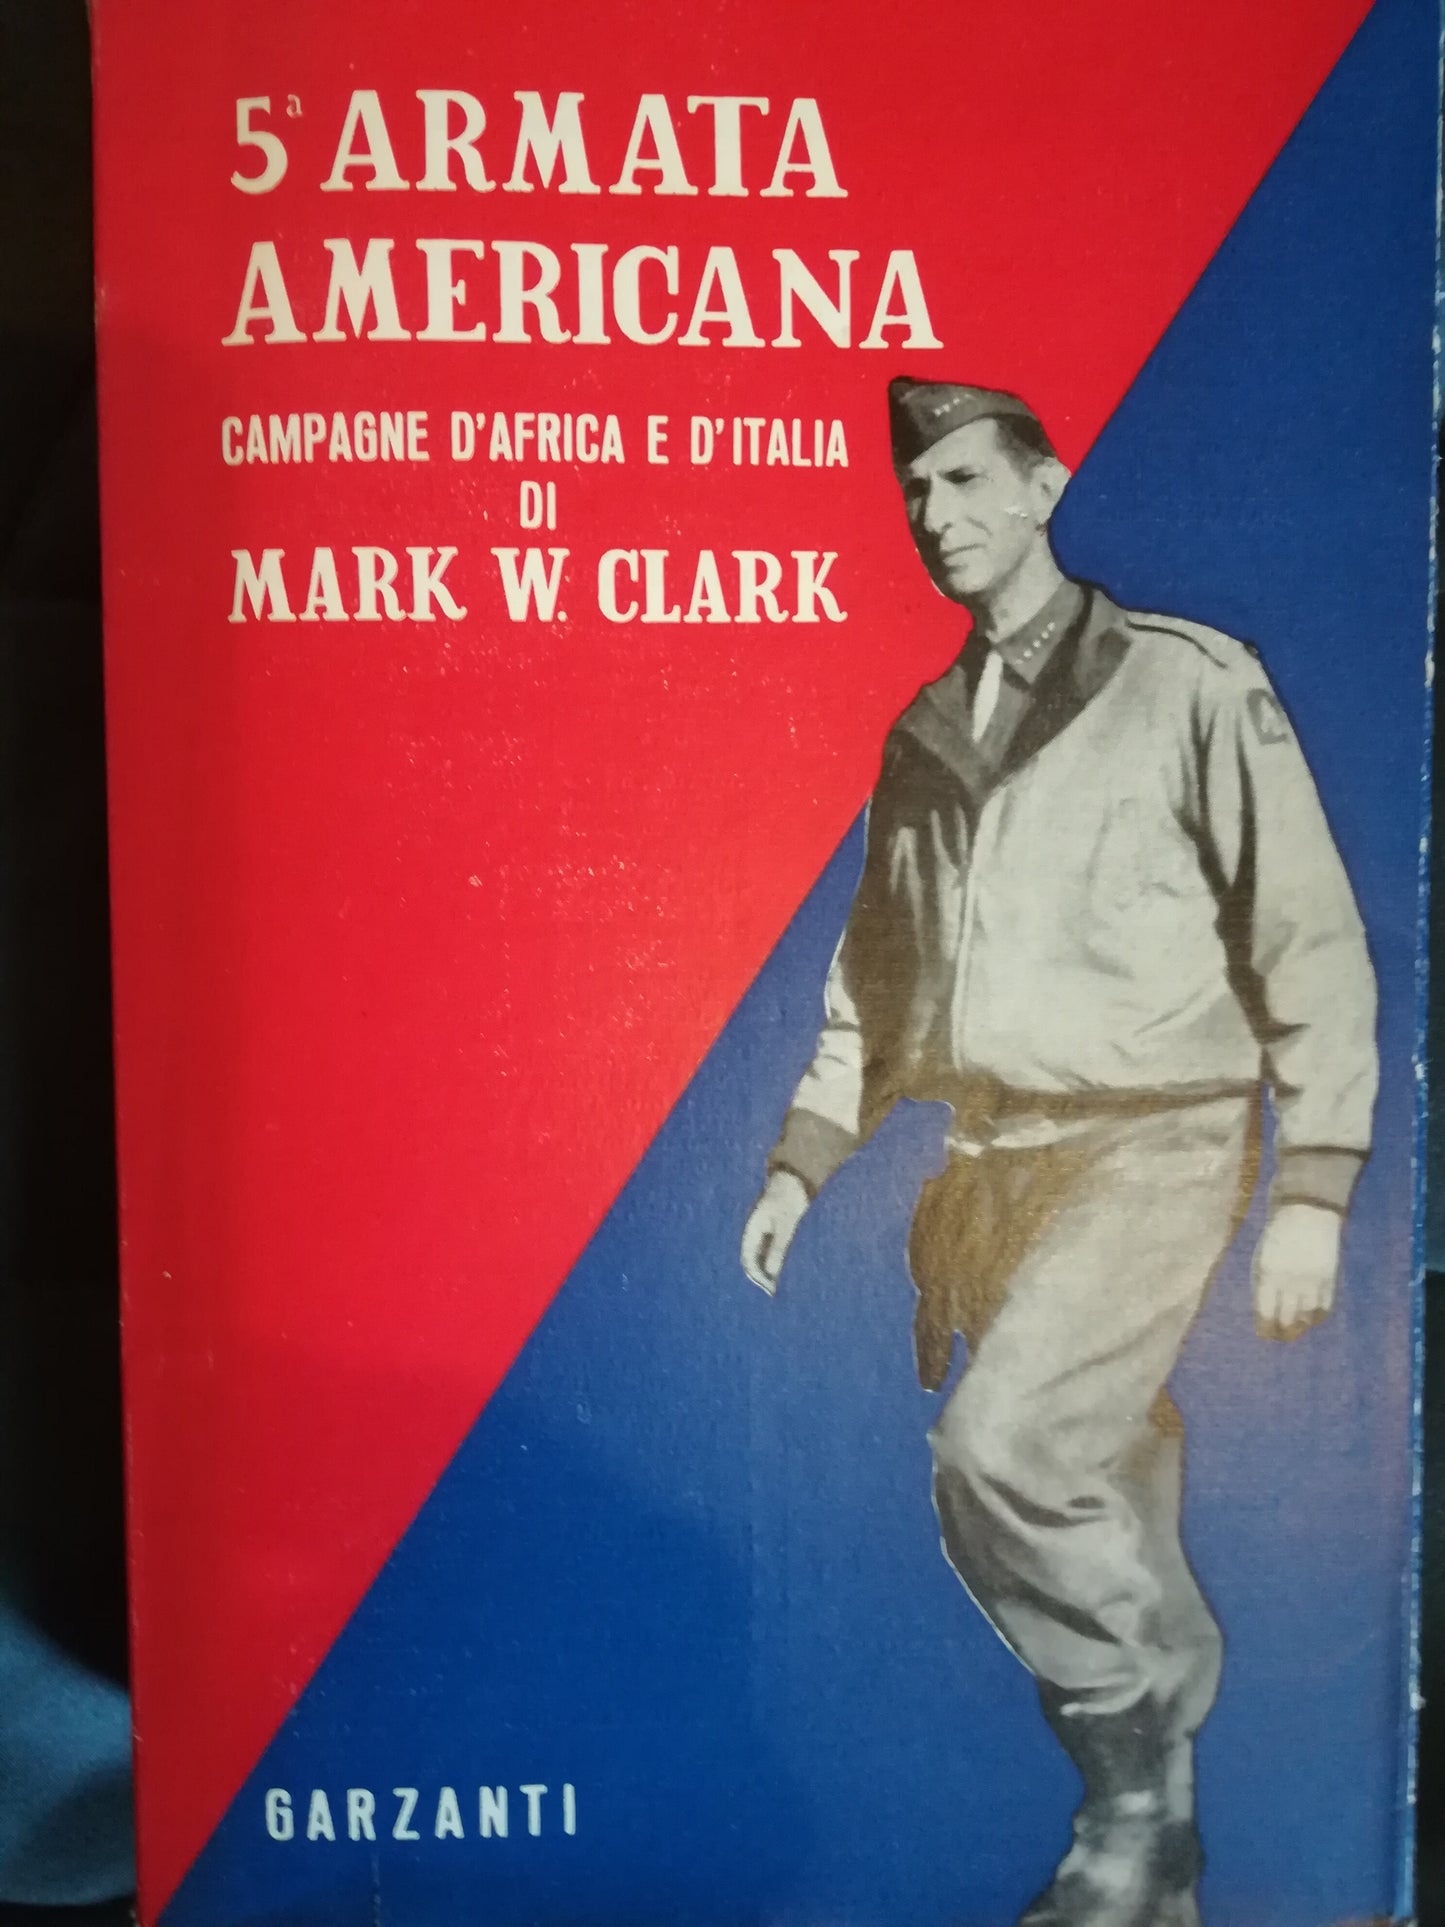 5ª ARMATA
AMERICANA
CAMPAGNE D'AFRICA E D'ITALIA
DI
MARK W. CLARK
GARZANTI